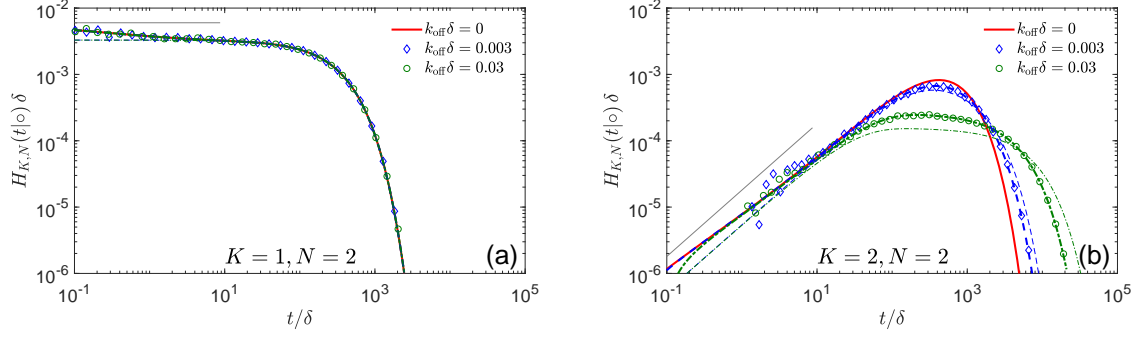 10^-2
10^-3
10^-4
10^-5
10^-6
H_{K,N}(t|○) δ
k_off δ = 0
k_off δ = 0.003
k_off δ = 0.03
K = 1, N = 2
(a)
10^-1
10^1
10^3
10^5
t/δ
10^-2
10^-3
10^-4
10^-5
10^-6
H_{K,N}(t|○) δ
k_off δ = 0
k_off δ = 0.003
k_off δ = 0.03
K = 2, N = 2
(b)
10^-1
10^1
10^3
10^5
t/δ